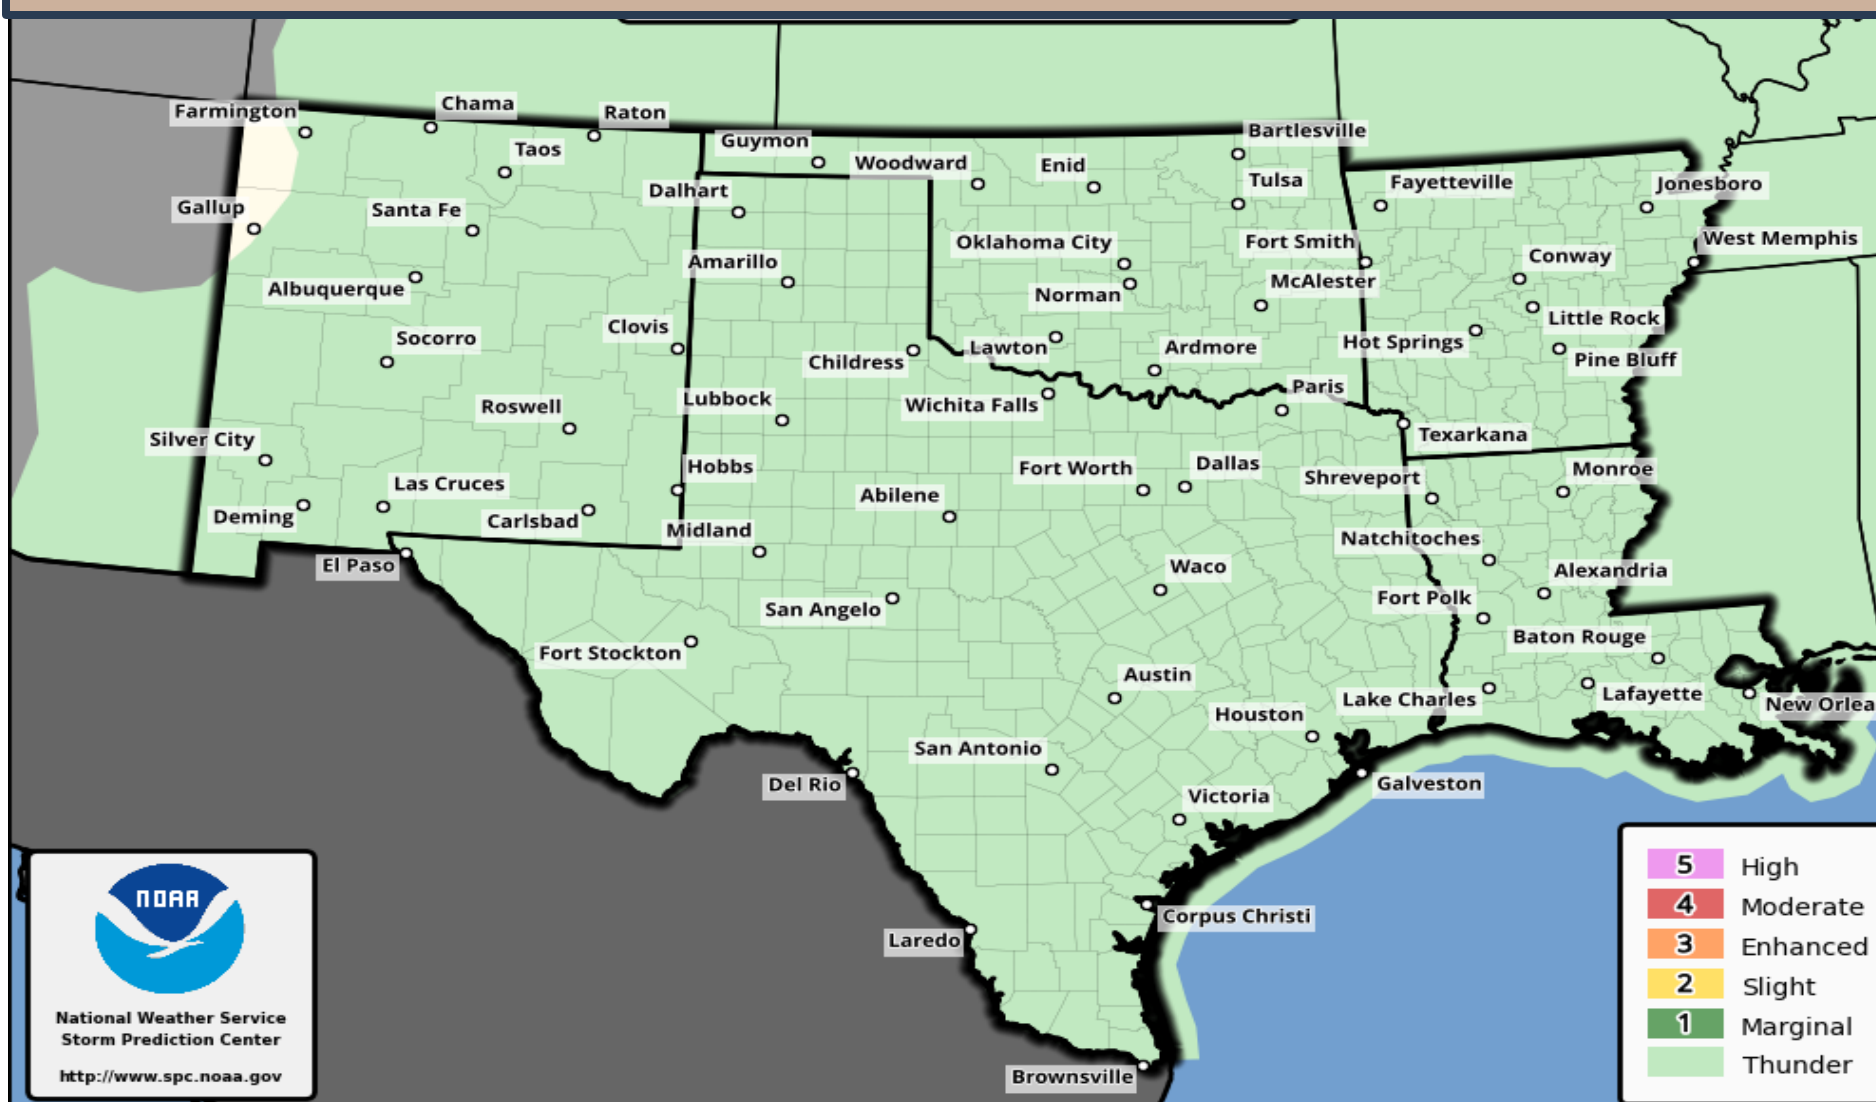 Farmington
Chama
Raton
Taos
Guymon
Woodward
Enid
Bartlesville
Tulsa
Dalhart
Fayetteville
Jonesboro
Gallup
Santa Fe
Oklahoma City
Fort Smith
West Memphis
Amarillo
Conway
Albuquerque
Norman
McAlester
Little Rock
Socorro
Clovis
Childress
Lawton
Ardmore
Hot Springs
Pine Bluff
Lubbock
Wichita Falls
Paris
Roswell
Silver City
Texarkana
Hobbs
Fort Worth
Dallas
Shreveport
Monroe
Las Cruces
Abilene
Deming
Carlsbad
Midland
Natchitoches
El Paso
Waco
Alexandria
San Angelo
Fort Polk
Fort Stockton
Baton Rouge
Austin
Lake Charles
Lafayette
New Orlea
Houston
San Antonio
Del Rio
Galveston
Victoria
Corpus Christi
Laredo
Brownsville
NOAA
National Weather Service
Storm Prediction Center
http://www.spc.noaa.gov
5 High
4 Moderate
3 Enhanced
2 Slight
1 Marginal
Thunder